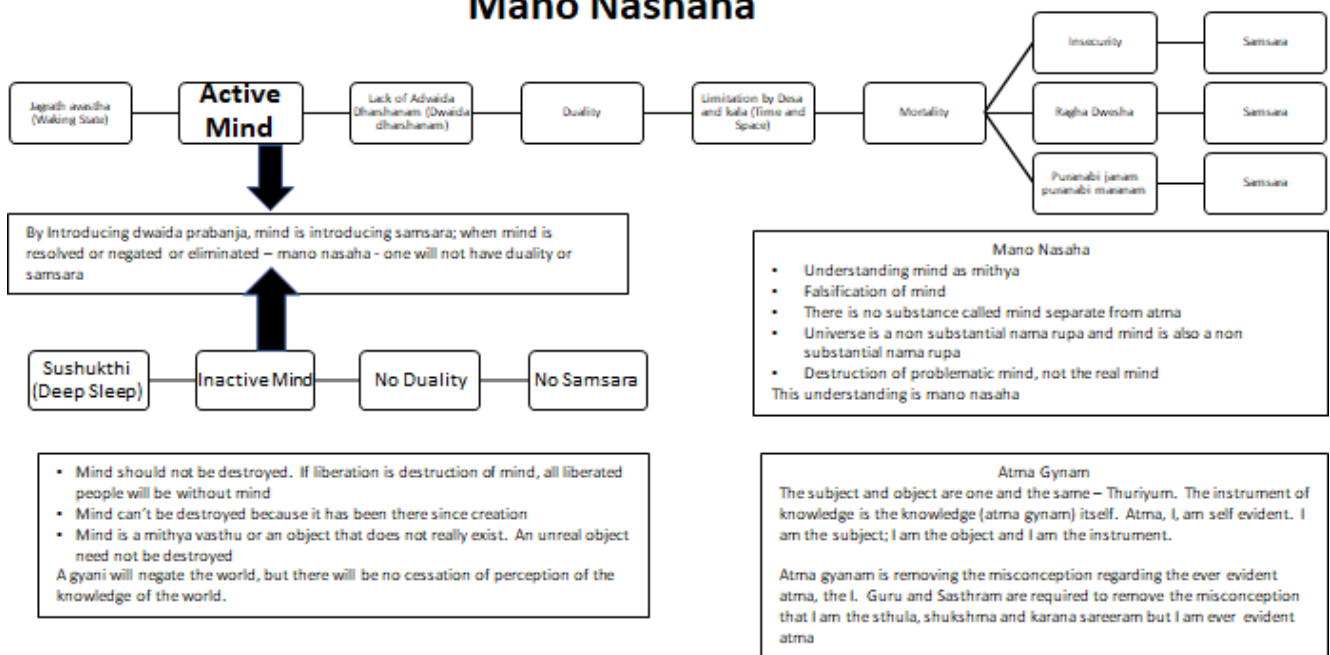 Mano Nashaha
Insecurity
Samsara
Jagrath avastha
(Waking State)
Active
Mind
Lack of Advaida
Dharshanam (Dwaida
dharshanam)
Duality
Limitation by Desa
and kala (Time and
Space)
Mortality
Ragha Dwesha
Samsara
Puranabi janam
puranabi maranam
Samsara
By Introducing dwaida prabanja, mind is introducing samsara; when mind is
resolved or negated or eliminated – mano nasaha - one will not have duality or
samsara
Mano Nasaha
▪ Understanding mind as mithya
▪ Falsification of mind
▪ There is no substance called mind separate from atma
▪ Universe is a non substantial nama rupa and mind is also a non
substantial nama rupa
▪ Destruction of problematic mind, not the real mind
This understanding is mano nasaha
Sushukthi
(Deep Sleep)
Inactive Mind
No Duality
No Samsara
▪ Mind should not be destroyed. If liberation is destruction of mind, all liberated
people will be without mind
▪ Mind can't be destroyed because it has been there since creation
▪ Mind is a mithya vasthu or an object that does not really exist. An unreal object
need not be destroyed
A gyani will negate the world, but there will be no cessation of perception of the
knowledge of the world.
Atma Gynam
The subject and object are one and the same – Thuriyum. The instrument of
knowledge is the knowledge (atma gynam) itself. Atma, I, am self evident. I
am the subject; I am the object and I am the instrument.
Atma gyanam is removing the misconception regarding the ever evident
atma, the I. Guru and Sasthram are required to remove the misconception
that I am the sthula, shukshma and karana sareeram but I am ever evident
atma